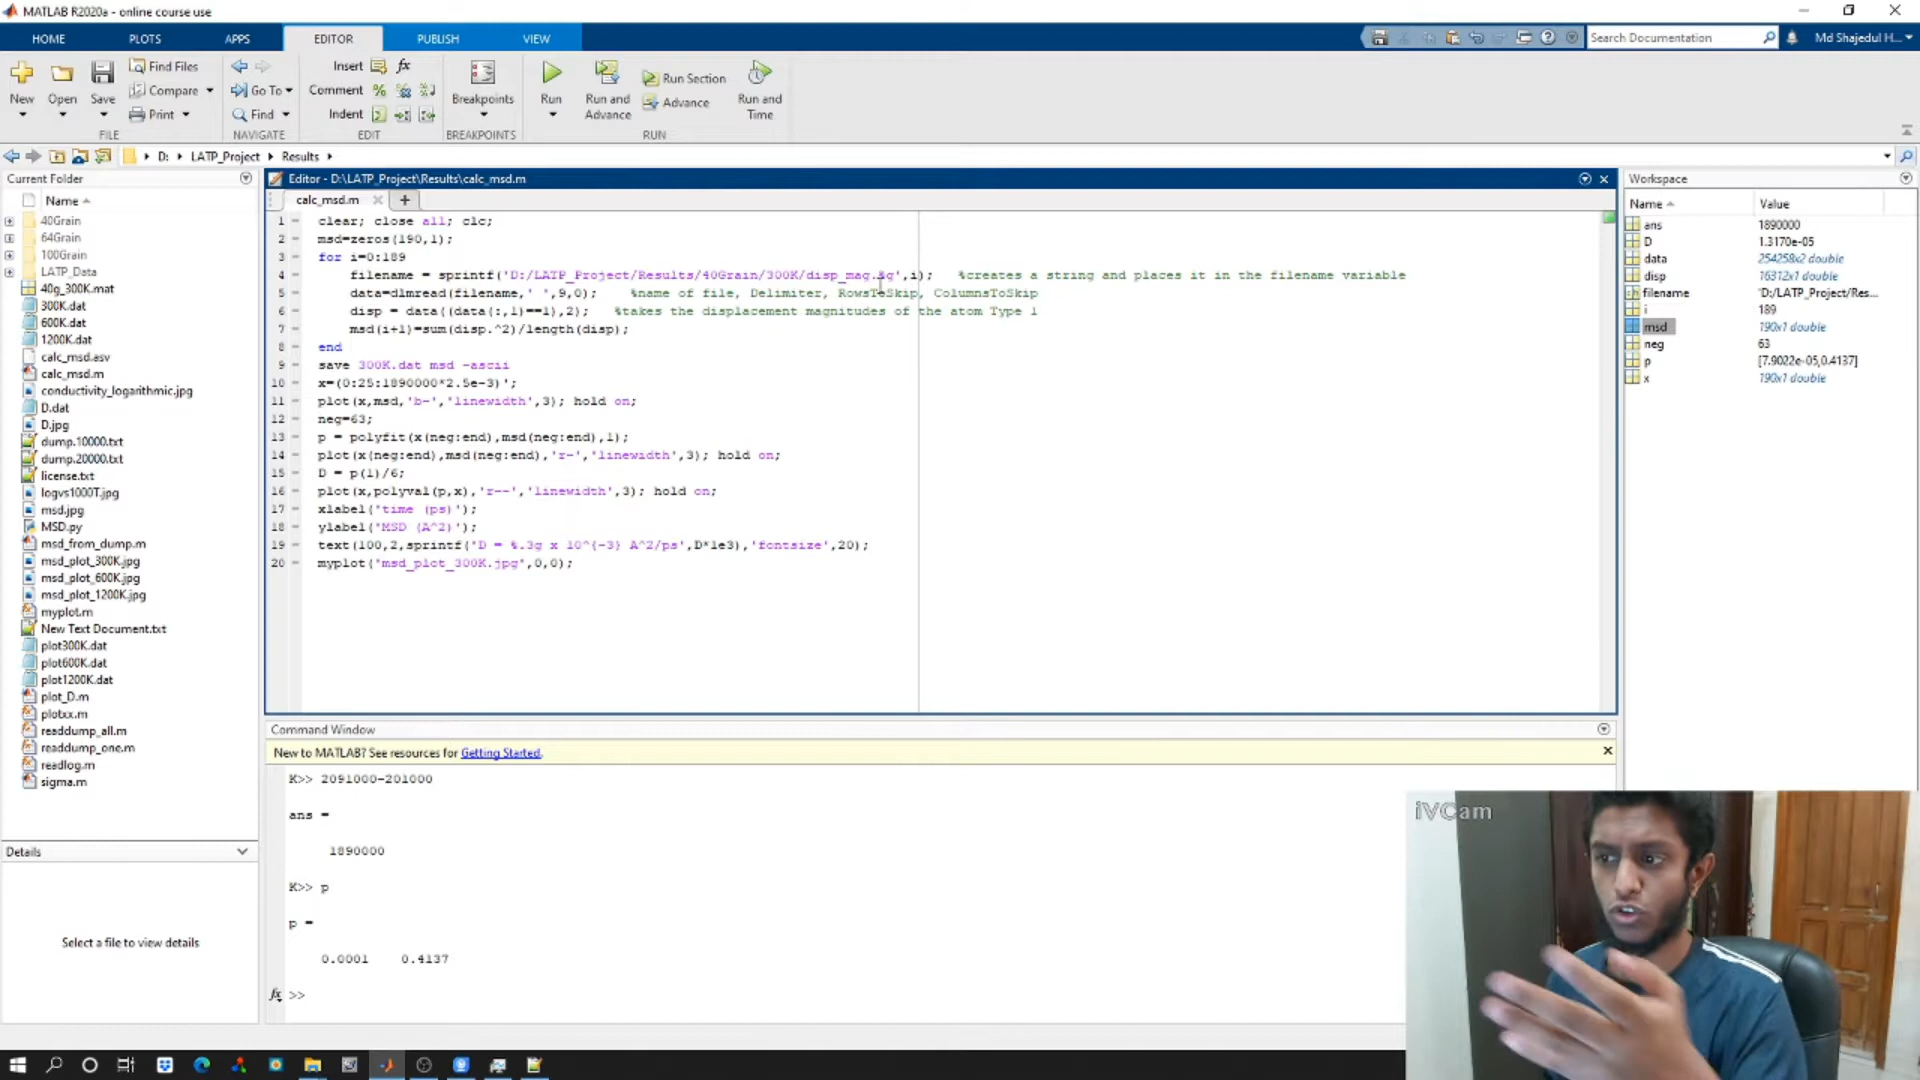 MATLAB R2020a - online course use
HOME PLOTS APPS EDITOR PUBLISH VIEW
Search Documentation
Md Shajedul H...
New Open Save
Find Files
Compare
Print
FILE
Go To
Find
NAVIGATE
Insert
Comment
Indent
EDIT
Breakpoints
BREAKPOINTS
Run
Run and Advance
Run Section
Advance
Run and Time
RUN
D: LATP_Project Results
Current Folder
Name
40Grain
64Grain
100Grain
LATP_Data
40g_300K.mat
300K.dat
600K.dat
1200K.dat
calc_msd.asv
calc_msd.m
conductivity_logarithmic.jpg
D.dat
D.jpg
dump.10000.txt
dump.20000.txt
license.txt
logvs1000T.jpg
msd.jpg
MSD.py
msd_from_dump.m
msd_plot_300K.jpg
msd_plot_600K.jpg
msd_plot_1200K.jpg
myplot.m
New Text Document.txt
plot300K.dat
plot600K.dat
plot1200K.dat
plot_D.m
plotxx.m
readdump_all.m
readdump_one.m
readlog.m
sigma.m
Details
Select a file to view details
Editor - D:\LATP_Project\Results\calc_msd.m
calc_msd.m
1 clear; close all; clc;
2 msd=zeros(190,1);
3 for i=0:189
4 filename = sprintf('D:/LATP_Project/Results/40Grain/300K/disp_mag.%g',i); %creates a string and places it in the filename variable
5 data=dlmread(filename,' ',9,0); %name of file, Delimiter, RowsToSkip, ColumnsToSkip
6 disp = data((data(:,1)==1),2); %takes the displacement magnitudes of the atom Type 1
7 msd(i+1)=sum(disp.^2)/length(disp);
8 end
9 save 300K.dat msd -ascii
10 x=(0:25:1890000*2.5e-3)';
11 plot(x,msd,'b-','linewidth',3); hold on;
12 neg=63;
13 p = polyfit(x(neg:end),msd(neg:end),1);
14 plot(x(neg:end),msd(neg:end),'r-','linewidth',3); hold on;
15 D = p(1)/6;
16 plot(x,polyval(p,x),'r--','linewidth',3); hold on;
17 xlabel('time (ps)');
18 ylabel('MSD (A^2)');
19 text(100,2,sprintf('D = %.3g x 10^{-3} A^2/ps',D*1e3),'fontsize',20);
20 myplot('msd_plot_300K.jpg',0,0);
Command Window
New to MATLAB? See resources for Getting Started.
K>> 2091000-201000
ans =
1890000
K>> p
p =
0.0001 0.4137
fx >>
Workspace
Name Value
ans 1890000
D 1.3170e-05
data 254258x2 double
disp 16312x1 double
filename 'D:/LATP_Project/Res...
i 189
msd 190x1 double
neg 63
p [7.9022e-05,0.4137]
x 190x1 double
iVCam